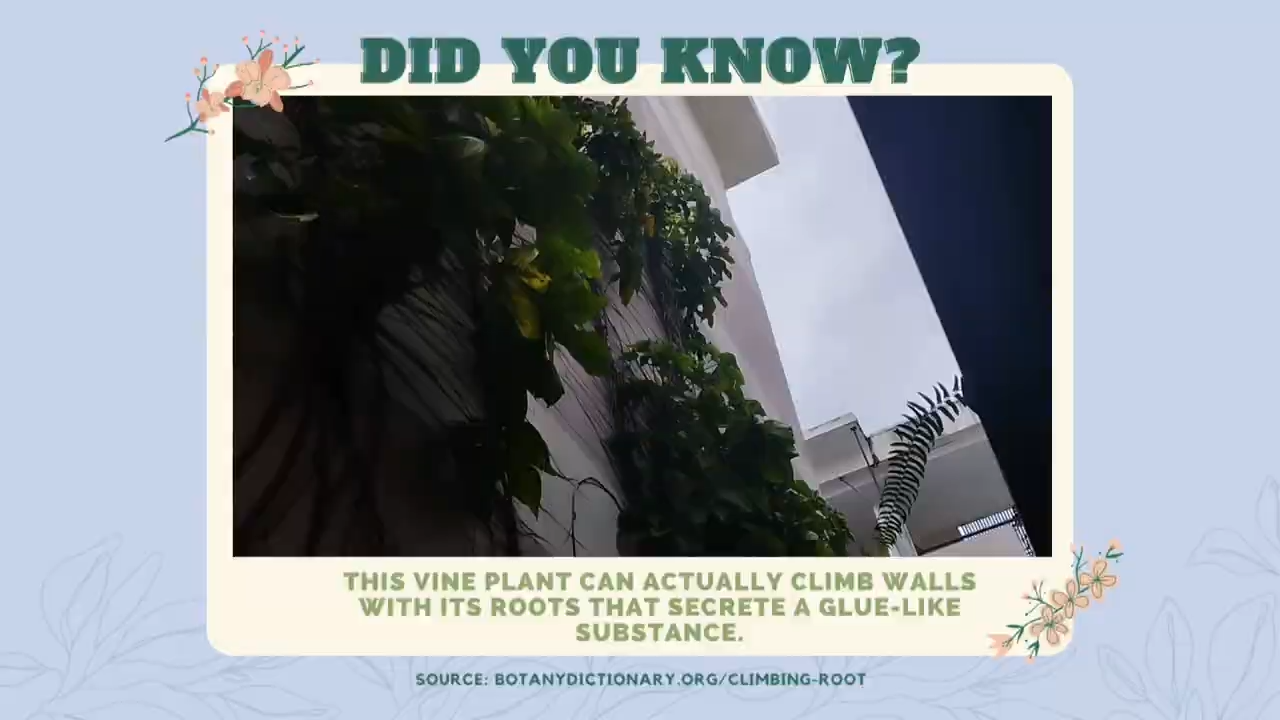 DID YOU KNOW?
THIS VINE PLANT CAN ACTUALLY CLIMB WALLS
WITH ITS ROOTS THAT SECRETE A GLUE-LIKE
SUBSTANCE.
SOURCE: BOTANYDICTIONARY.ORG/CLIMBING-ROOT